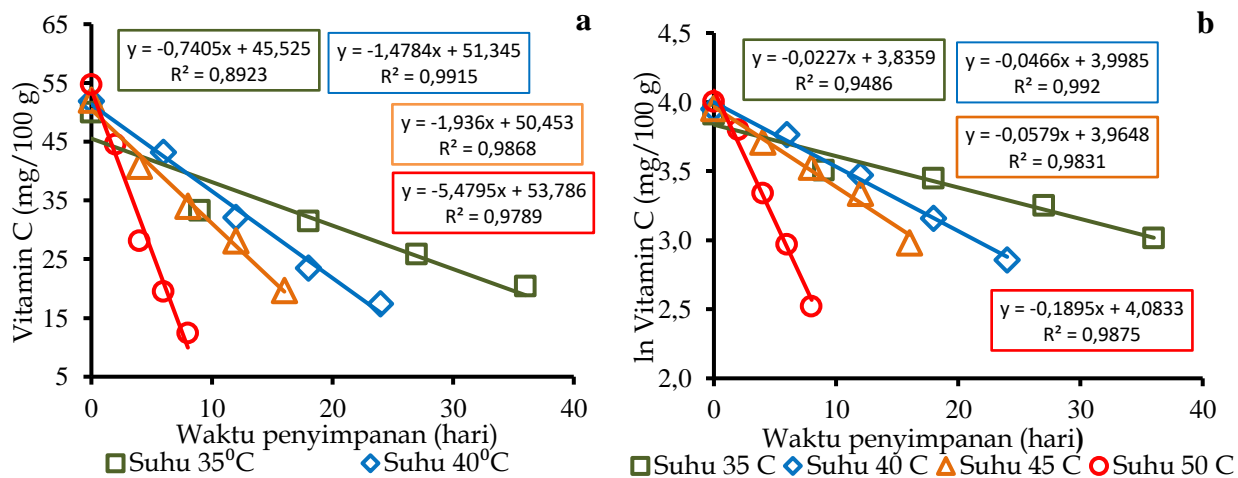 a
65
55
45
35
25
15
5
Vitamin C (mg/100 g)
y = -0,7405x + 45,525
R² = 0,8923
y = -1,4784x + 51,345
R² = 0,9915
y = -1,936x + 50,453
R² = 0,9868
y = -5,4795x + 53,786
R² = 0,9789
0 10 20 30 40
Waktu penyimpanan (hari)
Suhu 35⁰C Suhu 40⁰C
b
4,5
4,0
3,5
3,0
2,5
2,0
ln Vitamin C (mg/100 g)
y = -0,0227x + 3,8359
R² = 0,9486
y = -0,0466x + 3,9985
R² = 0,992
y = -0,0579x + 3,9648
R² = 0,9831
y = -0,1895x + 4,0833
R² = 0,9875
0 10 20 30 40
Waktu penyimpanan (hari)
Suhu 35 C Suhu 40 C Suhu 45 C Suhu 50 C